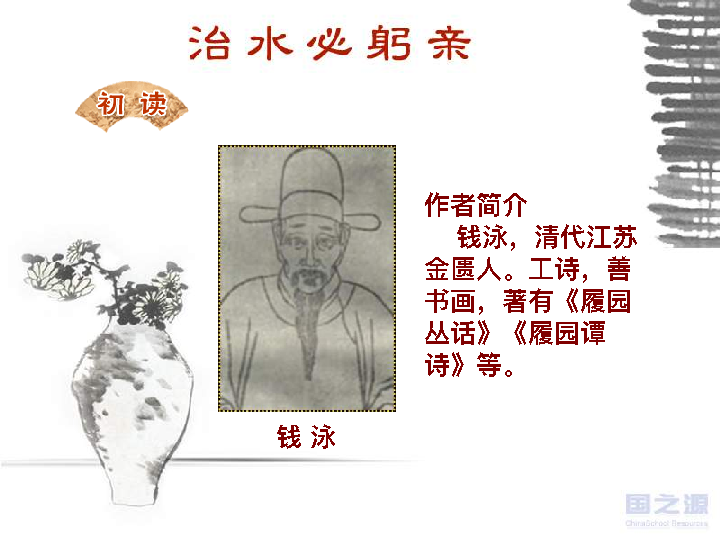 治水必躬亲
初读
作者简介
钱泳，清代江苏
金匮人。工诗，善
书画，著有《履园
丛话》《履园谭
诗》等。
钱 泳
国之源
ChinaSchool Resources